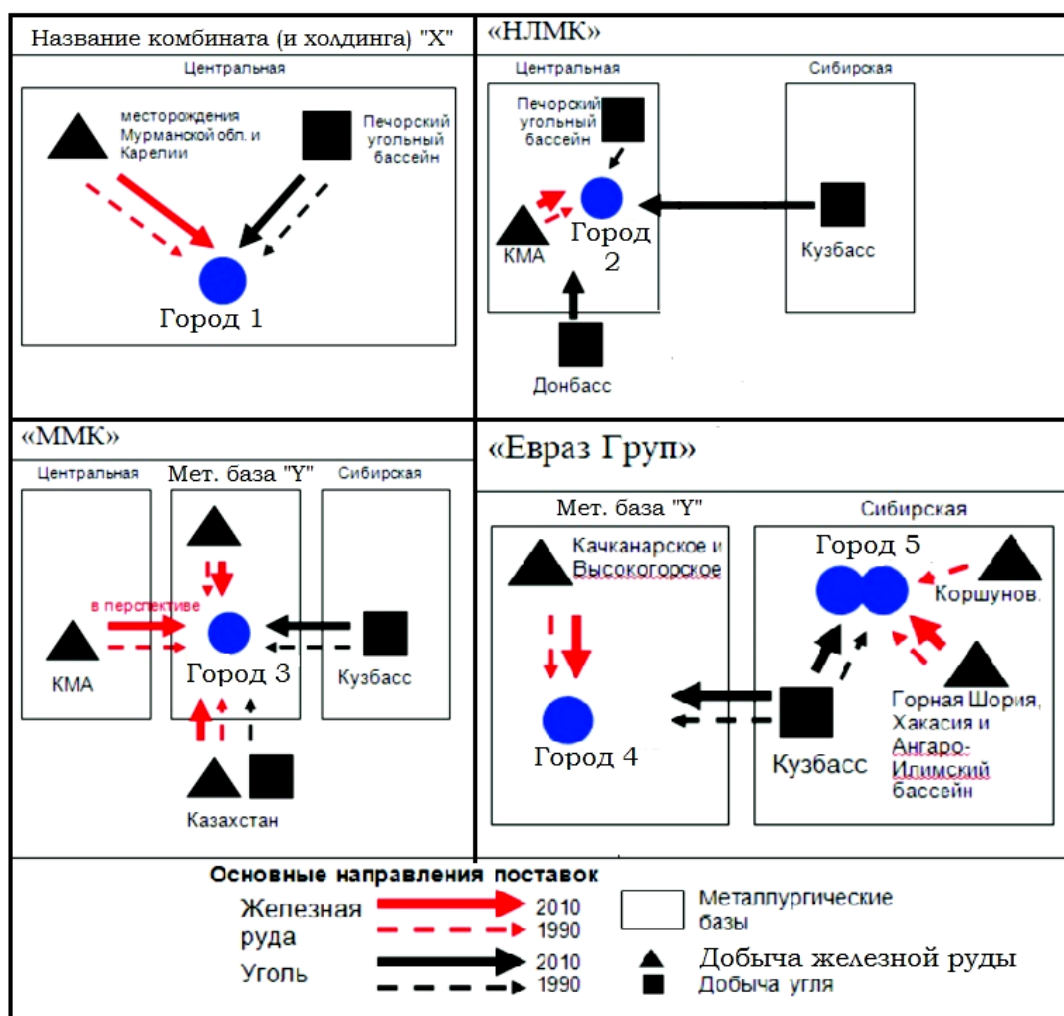 Название комбината (и холдинга) "X"
Центральная
месторождения
Мурманской обл. и
Карелии
Печорский
угольный
бассейн
Город 1
«НЛМК»
Центральная
Сибирская
Печорский
угольный
бассейн
Город
2
КМА
Кузбасс
Донбасс
«ММК»
Центральная
Мет. база "Y"
Сибирская
в перспективе
КМА
Город 3
Кузбасс
Казахстан
«Евраз Груп»
Мет. база "Y"
Сибирская
Качканарское и
Высокогорское
Город 4
Город 5
Коршунов.
Горная Шория,
Хакасия и
Ангаро-
Илимский
бассейн
Кузбасс
Основные направления поставок
Железная
руда
2010
1990
Уголь
2010
1990
Металлургические
базы
Добыча железной руды
Добыча угля